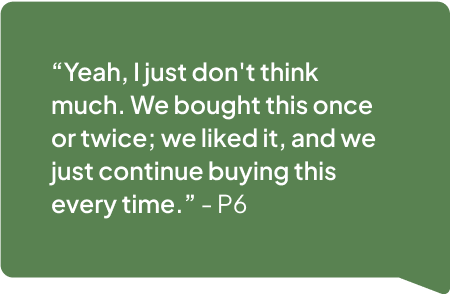 “Yeah, I just don't think
much. We bought this once
or twice; we liked it, and we
just continue buying this
every time.” - P6